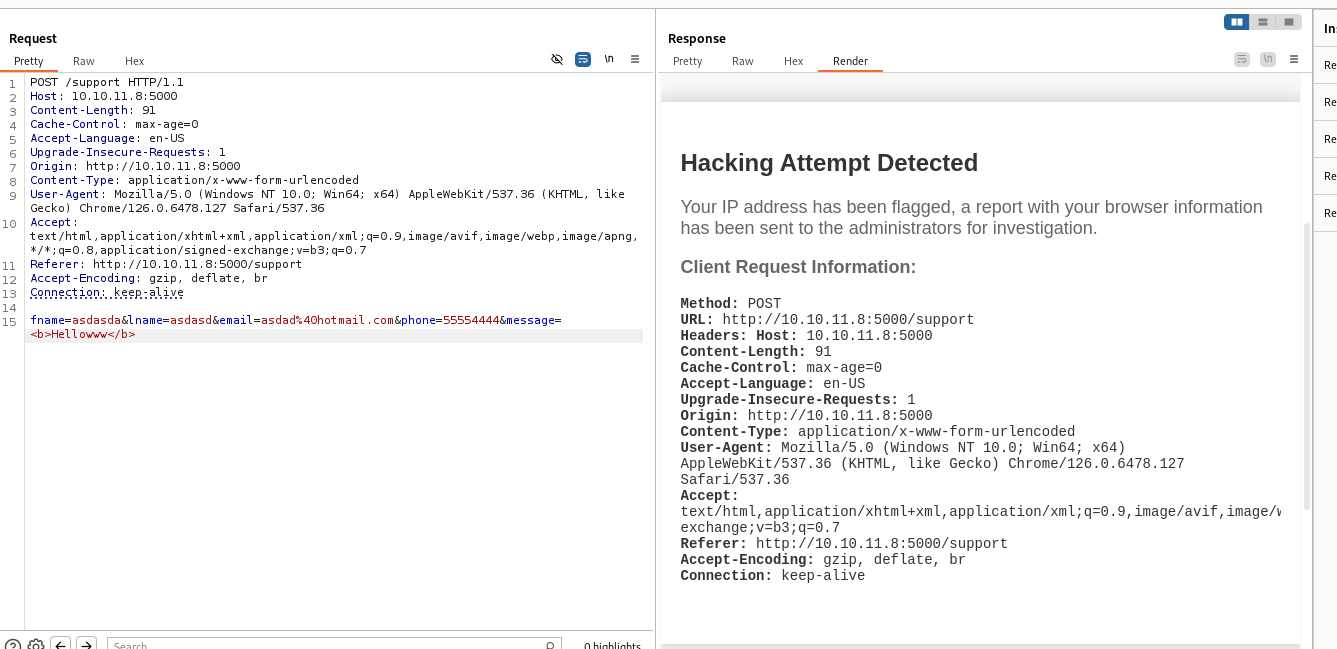 Request
Pretty Raw Hex \n
1 POST /support HTTP/1.1
2 Host: 10.10.11.8:5000
3 Content-Length: 91
4 Cache-Control: max-age=0
5 Accept-Language: en-US
6 Upgrade-Insecure-Requests: 1
7 Origin: http://10.10.11.8:5000
8 Content-Type: application/x-www-form-urlencoded
9 User-Agent: Mozilla/5.0 (Windows NT 10.0; Win64; x64) AppleWebKit/537.36 (KHTML, like
Gecko) Chrome/126.0.6478.127 Safari/537.36
10 Accept:
text/html,application/xhtml+xml,application/xml;q=0.9,image/avif,image/webp,image/apng,
*/*;q=0.8,application/signed-exchange;v=b3;q=0.7
11 Referer: http://10.10.11.8:5000/support
12 Accept-Encoding: gzip, deflate, br
13 Connection: keep-alive
14
15 fname=asdasda&lname=asdasd&email=asdad%40hotmail.com&phone=55554444&message=
<b>Hellowww</b>
Search
0 highlights
Response
Pretty Raw Hex Render \n
Hacking Attempt Detected
Your IP address has been flagged, a report with your browser information
has been sent to the administrators for investigation.
Client Request Information:
Method: POST
URL: http://10.10.11.8:5000/support
Headers: Host: 10.10.11.8:5000
Content-Length: 91
Cache-Control: max-age=0
Accept-Language: en-US
Upgrade-Insecure-Requests: 1
Origin: http://10.10.11.8:5000
Content-Type: application/x-www-form-urlencoded
User-Agent: Mozilla/5.0 (Windows NT 10.0; Win64; x64)
AppleWebKit/537.36 (KHTML, like Gecko) Chrome/126.0.6478.127
Safari/537.36
Accept:
text/html,application/xhtml+xml,application/xml;q=0.9,image/avif,image/
exchange;v=b3;q=0.7
Referer: http://10.10.11.8:5000/support
Accept-Encoding: gzip, deflate, br
Connection: keep-alive
In
Re
Re
Re
Re
Re